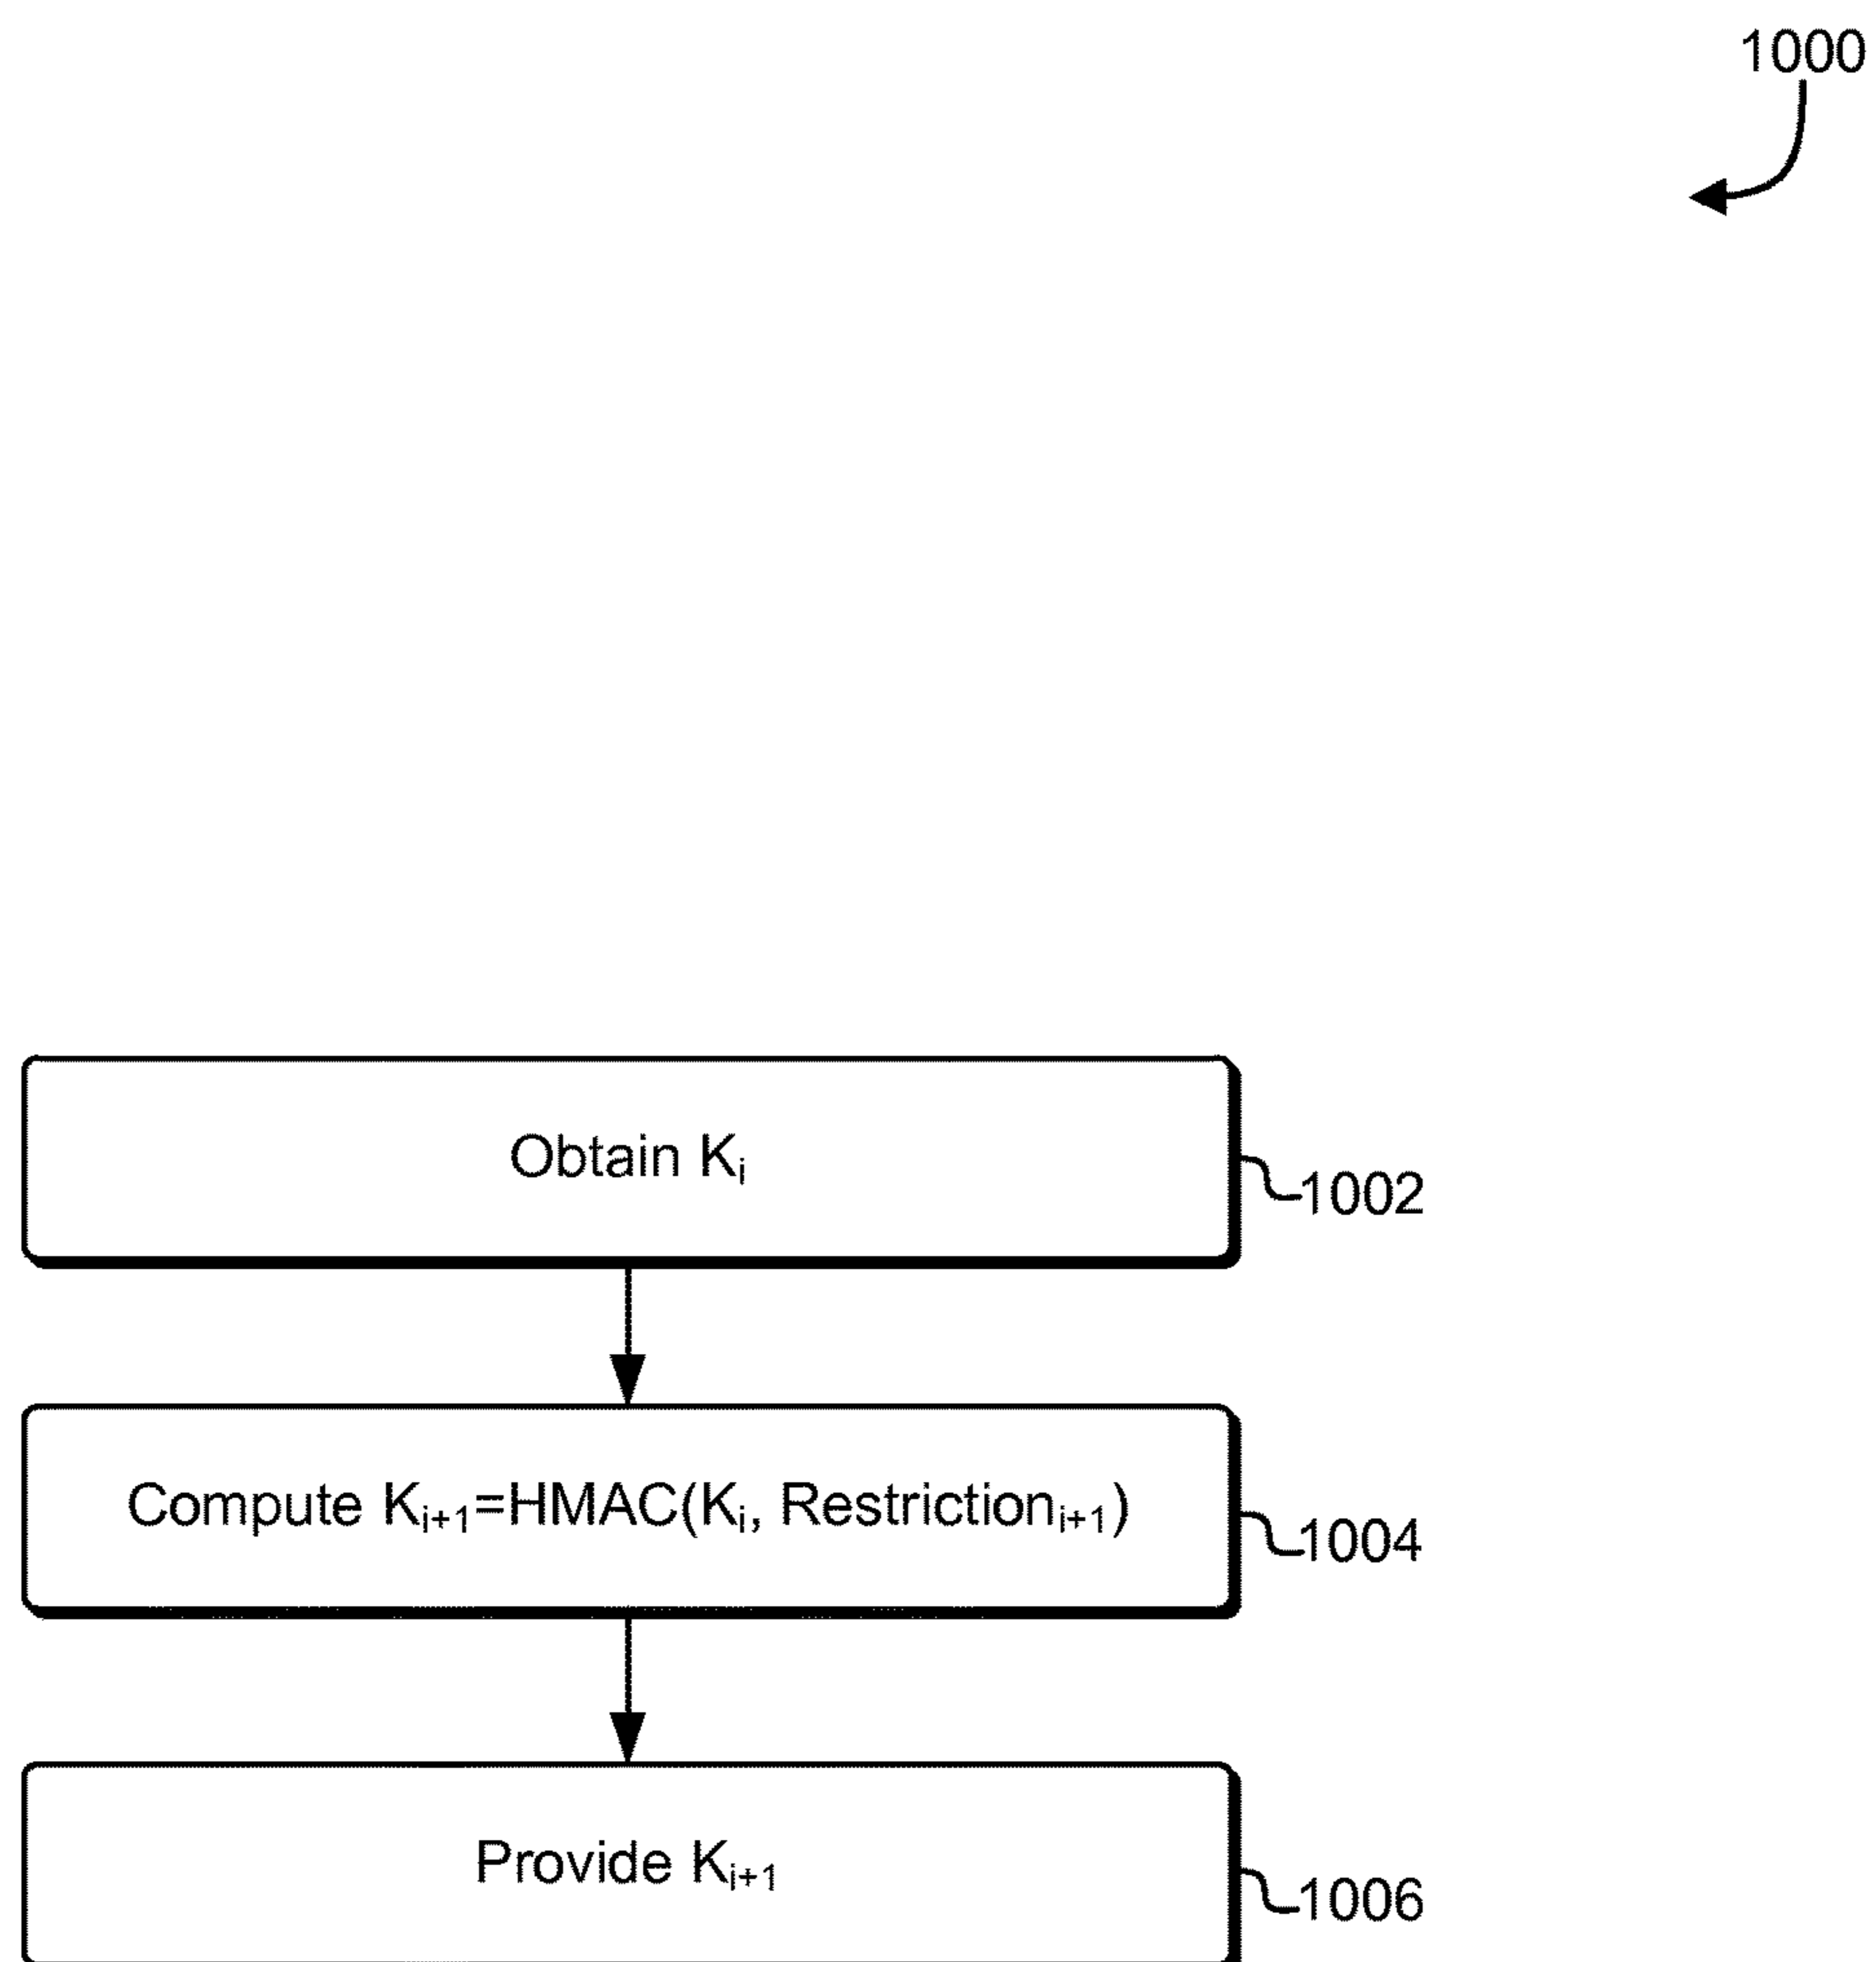 1000
Obtain Kᵢ
1002
Compute Kᵢ₊₁=HMAC(Kᵢ, Restrictionᵢ₊₁)
1004
Provide Kᵢ₊₁
1006